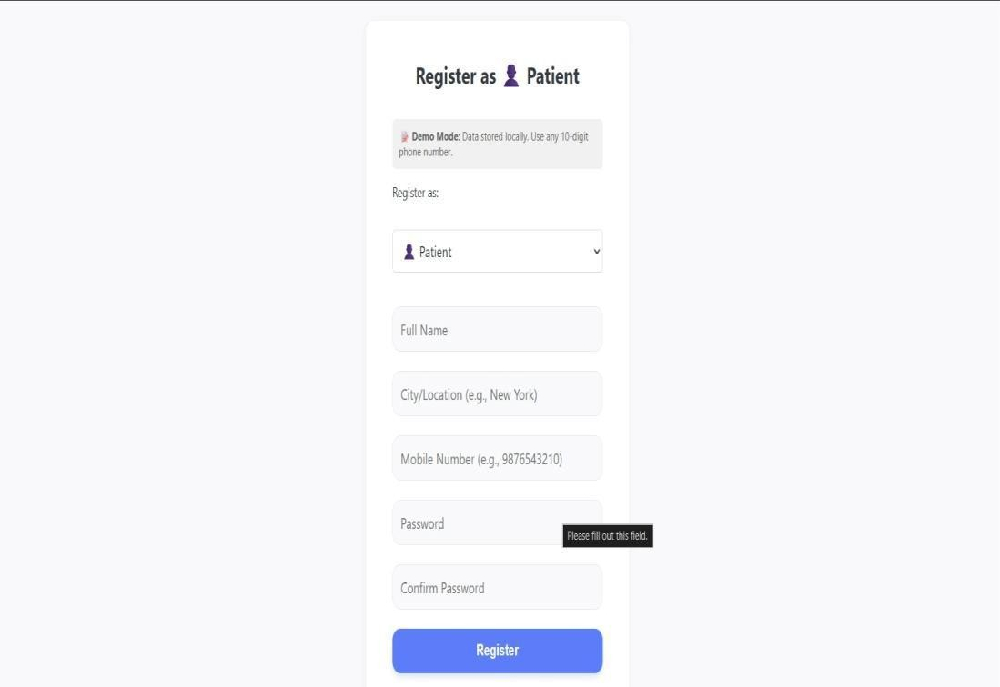 Register as 👤 Patient
📝 Demo Mode: Data stored locally. Use any 10-digit
phone number.
Register as:
👤 Patient
Full Name
City/Location (e.g., New York)
Mobile Number (e.g., 9876543210)
Password
Please fill out this field.
Confirm Password
Register